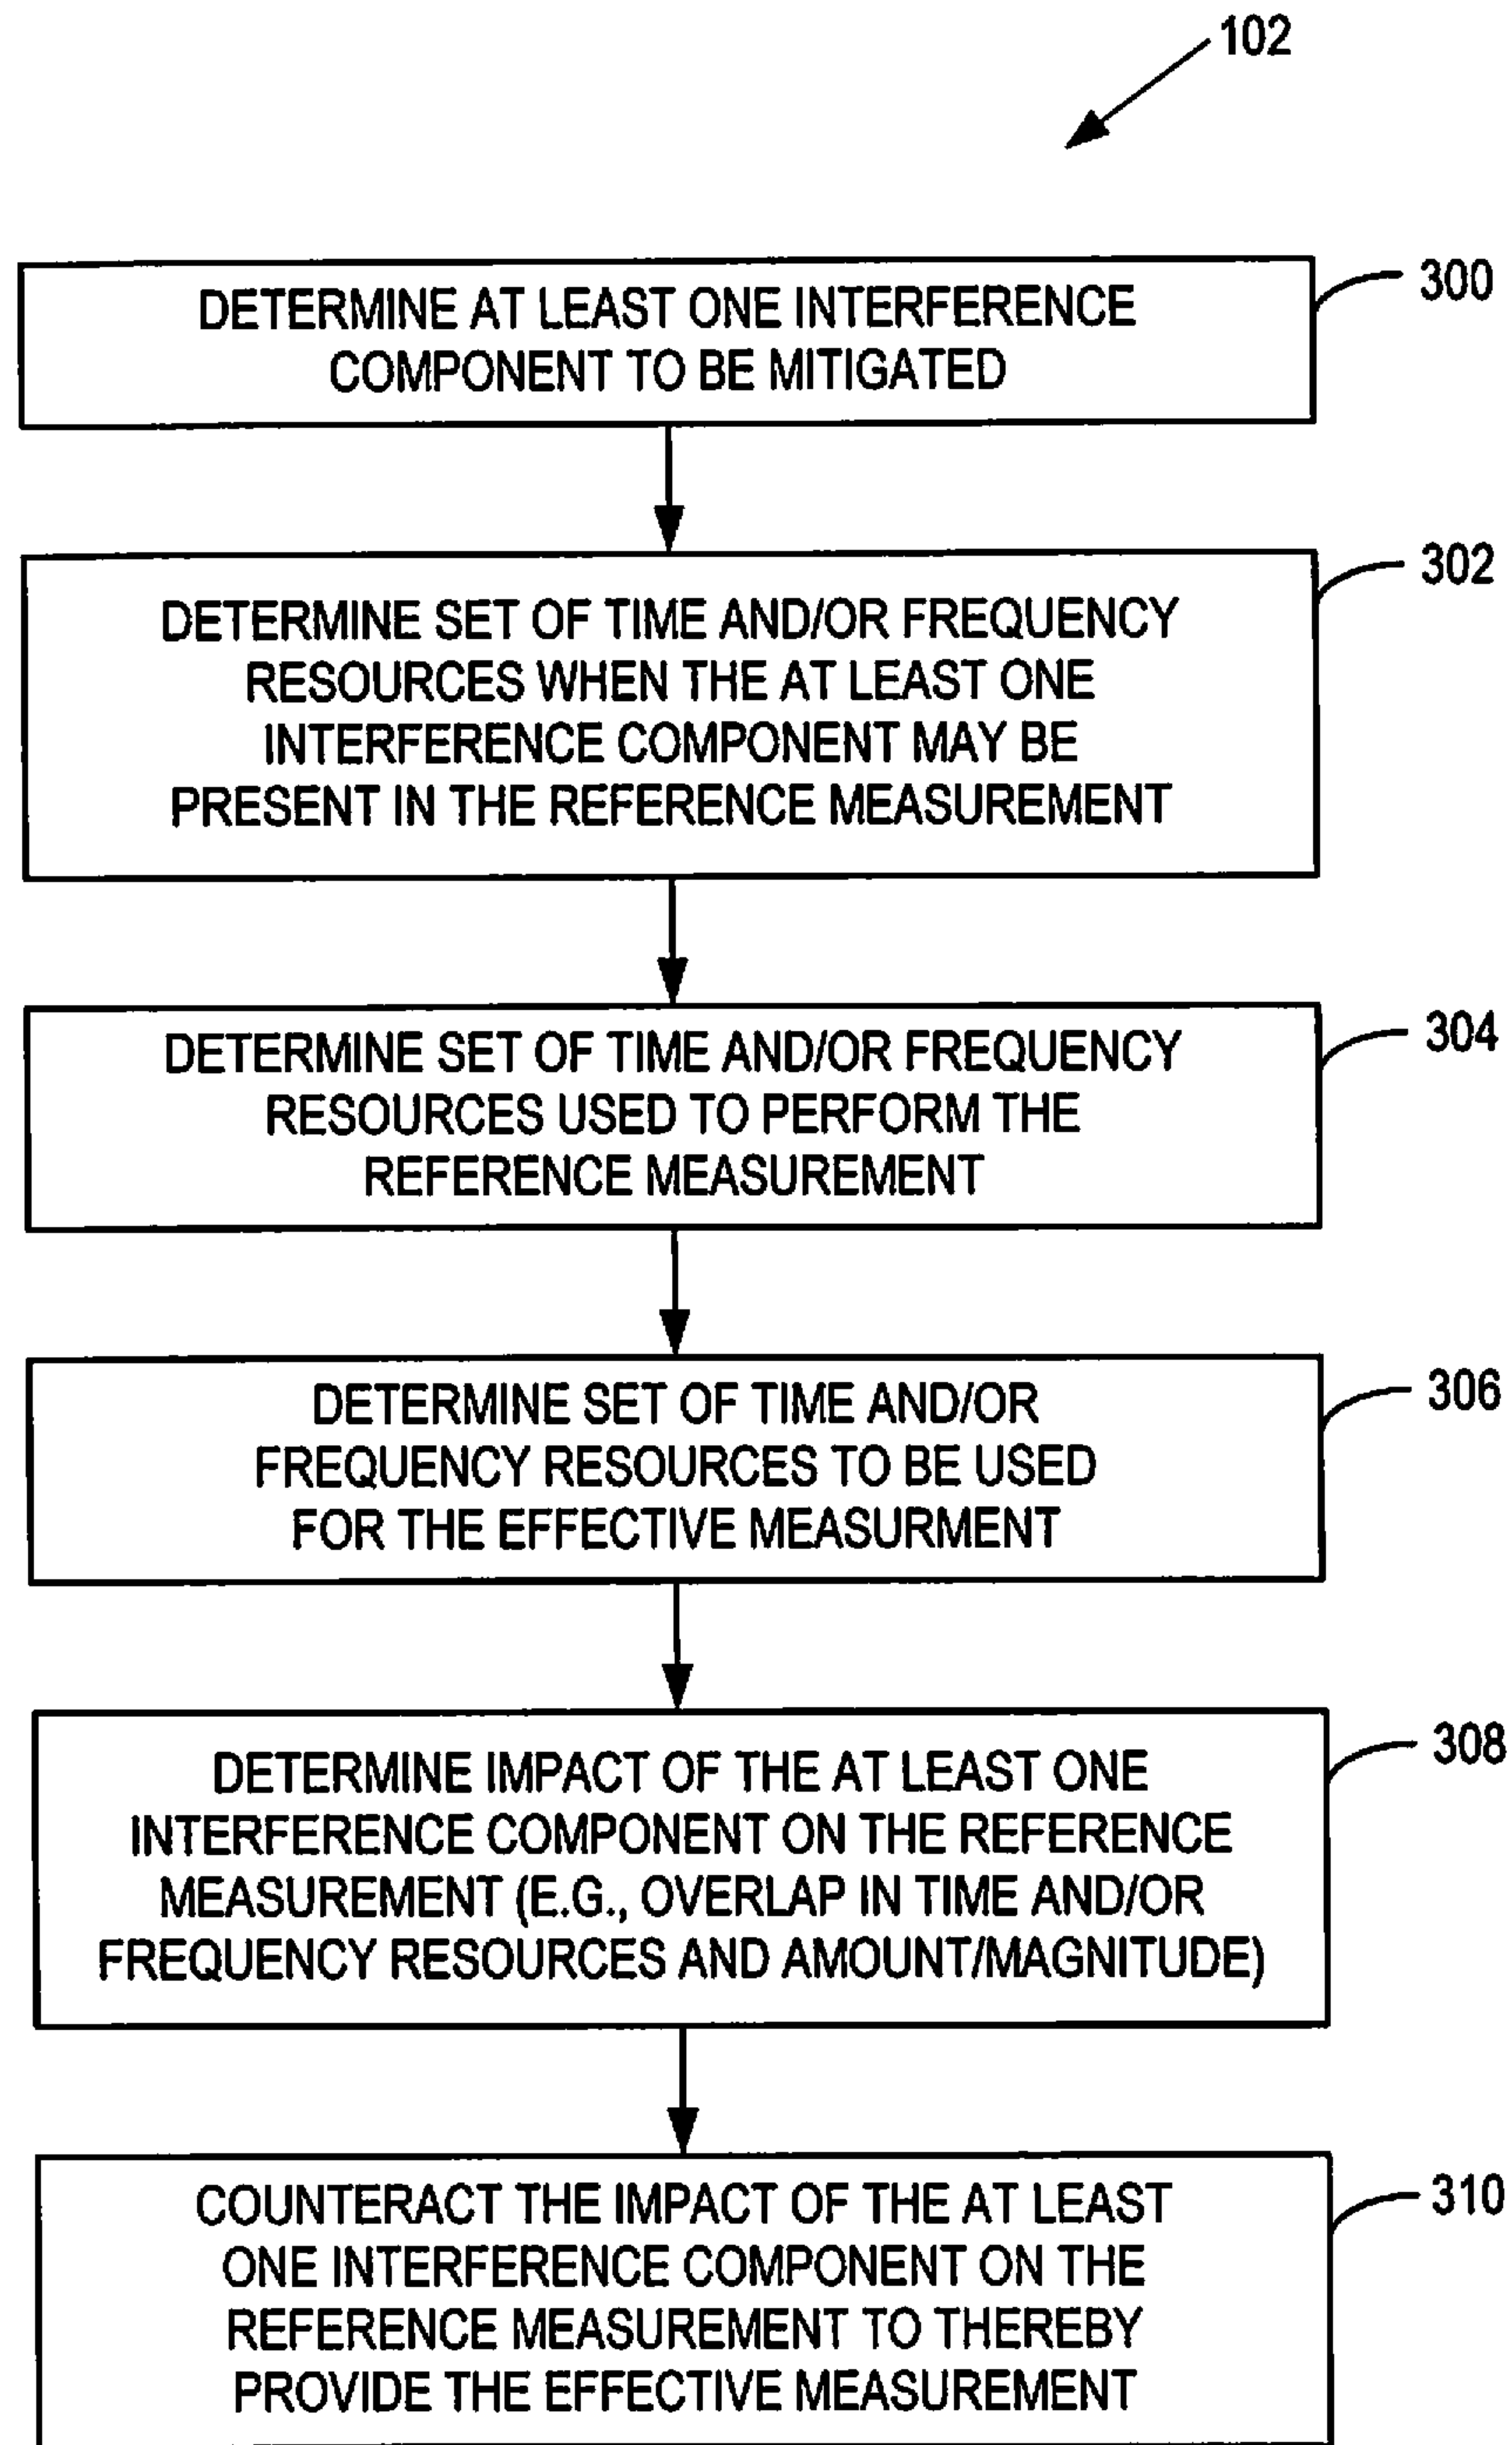 102
DETERMINE AT LEAST ONE INTERFERENCE
COMPONENT TO BE MITIGATED
300
DETERMINE SET OF TIME AND/OR FREQUENCY
RESOURCES WHEN THE AT LEAST ONE
INTERFERENCE COMPONENT MAY BE
PRESENT IN THE REFERENCE MEASUREMENT
302
DETERMINE SET OF TIME AND/OR FREQUENCY
RESOURCES USED TO PERFORM THE
REFERENCE MEASUREMENT
304
DETERMINE SET OF TIME AND/OR
FREQUENCY RESOURCES TO BE USED
FOR THE EFFECTIVE MEASURMENT
306
DETERMINE IMPACT OF THE AT LEAST ONE
INTERFERENCE COMPONENT ON THE REFERENCE
MEASUREMENT (E.G., OVERLAP IN TIME AND/OR
FREQUENCY RESOURCES AND AMOUNT/MAGNITUDE)
308
COUNTERACT THE IMPACT OF THE AT LEAST
ONE INTERFERENCE COMPONENT ON THE
REFERENCE MEASUREMENT TO THEREBY
PROVIDE THE EFFECTIVE MEASUREMENT
310